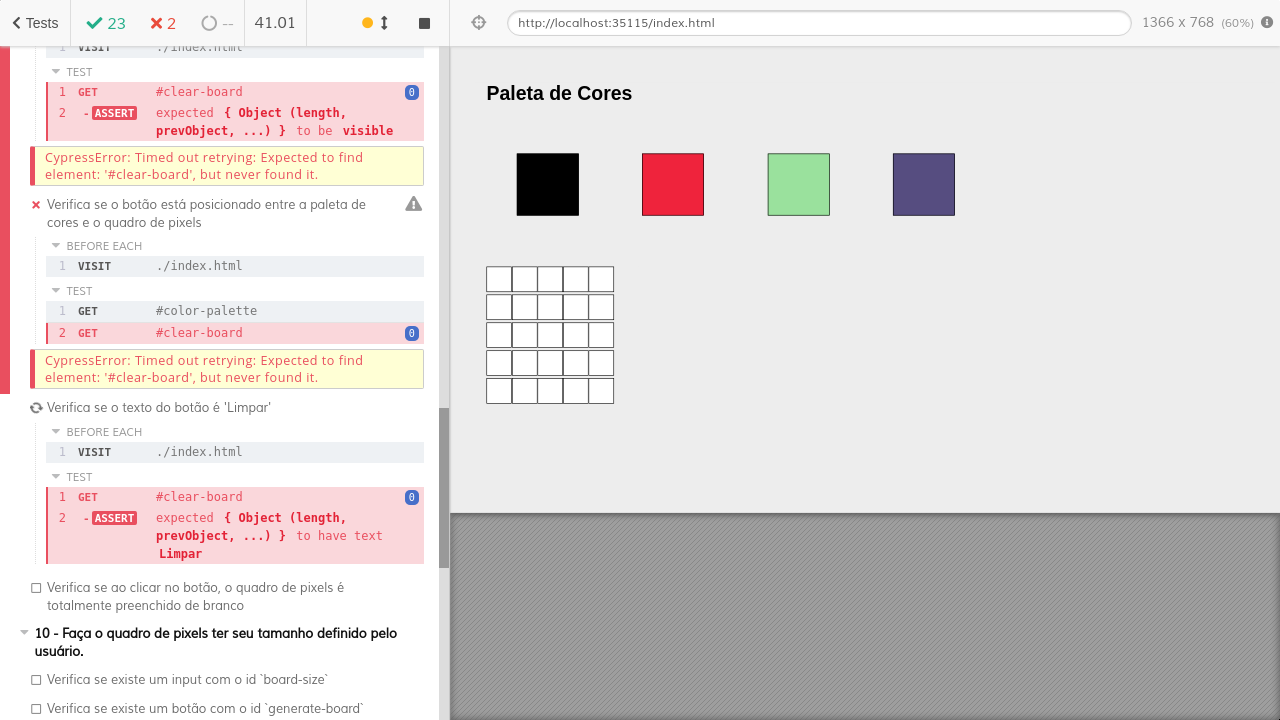 Tests 23 2 -- 41.01
http://localhost:35115/index.html 1366 x 768 (60%)
1 VISIT ./index.html
TEST
1 GET #clear-board 0
2 -ASSERT expected { Object (length,
prevObject, ...) } to be visible
CypressError: Timed out retrying: Expected to find
element: '#clear-board', but never found it.
Verifica se o botão está posicionado entre a paleta de
cores e o quadro de pixels
BEFORE EACH
1 VISIT ./index.html
TEST
1 GET #color-palette
2 GET #clear-board 0
CypressError: Timed out retrying: Expected to find
element: '#clear-board', but never found it.
Verifica se o texto do botão é 'Limpar'
BEFORE EACH
1 VISIT ./index.html
TEST
1 GET #clear-board 0
2 -ASSERT expected { Object (length,
prevObject, ...) } to have text
Limpar
Verifica se ao clicar no botão, o quadro de pixels é
totalmente preenchido de branco
10 - Faça o quadro de pixels ter seu tamanho definido pelo
usuário.
Verifica se existe um input com o id `board-size`
Verifica se existe um botão com o id `generate-board`
Paleta de Cores